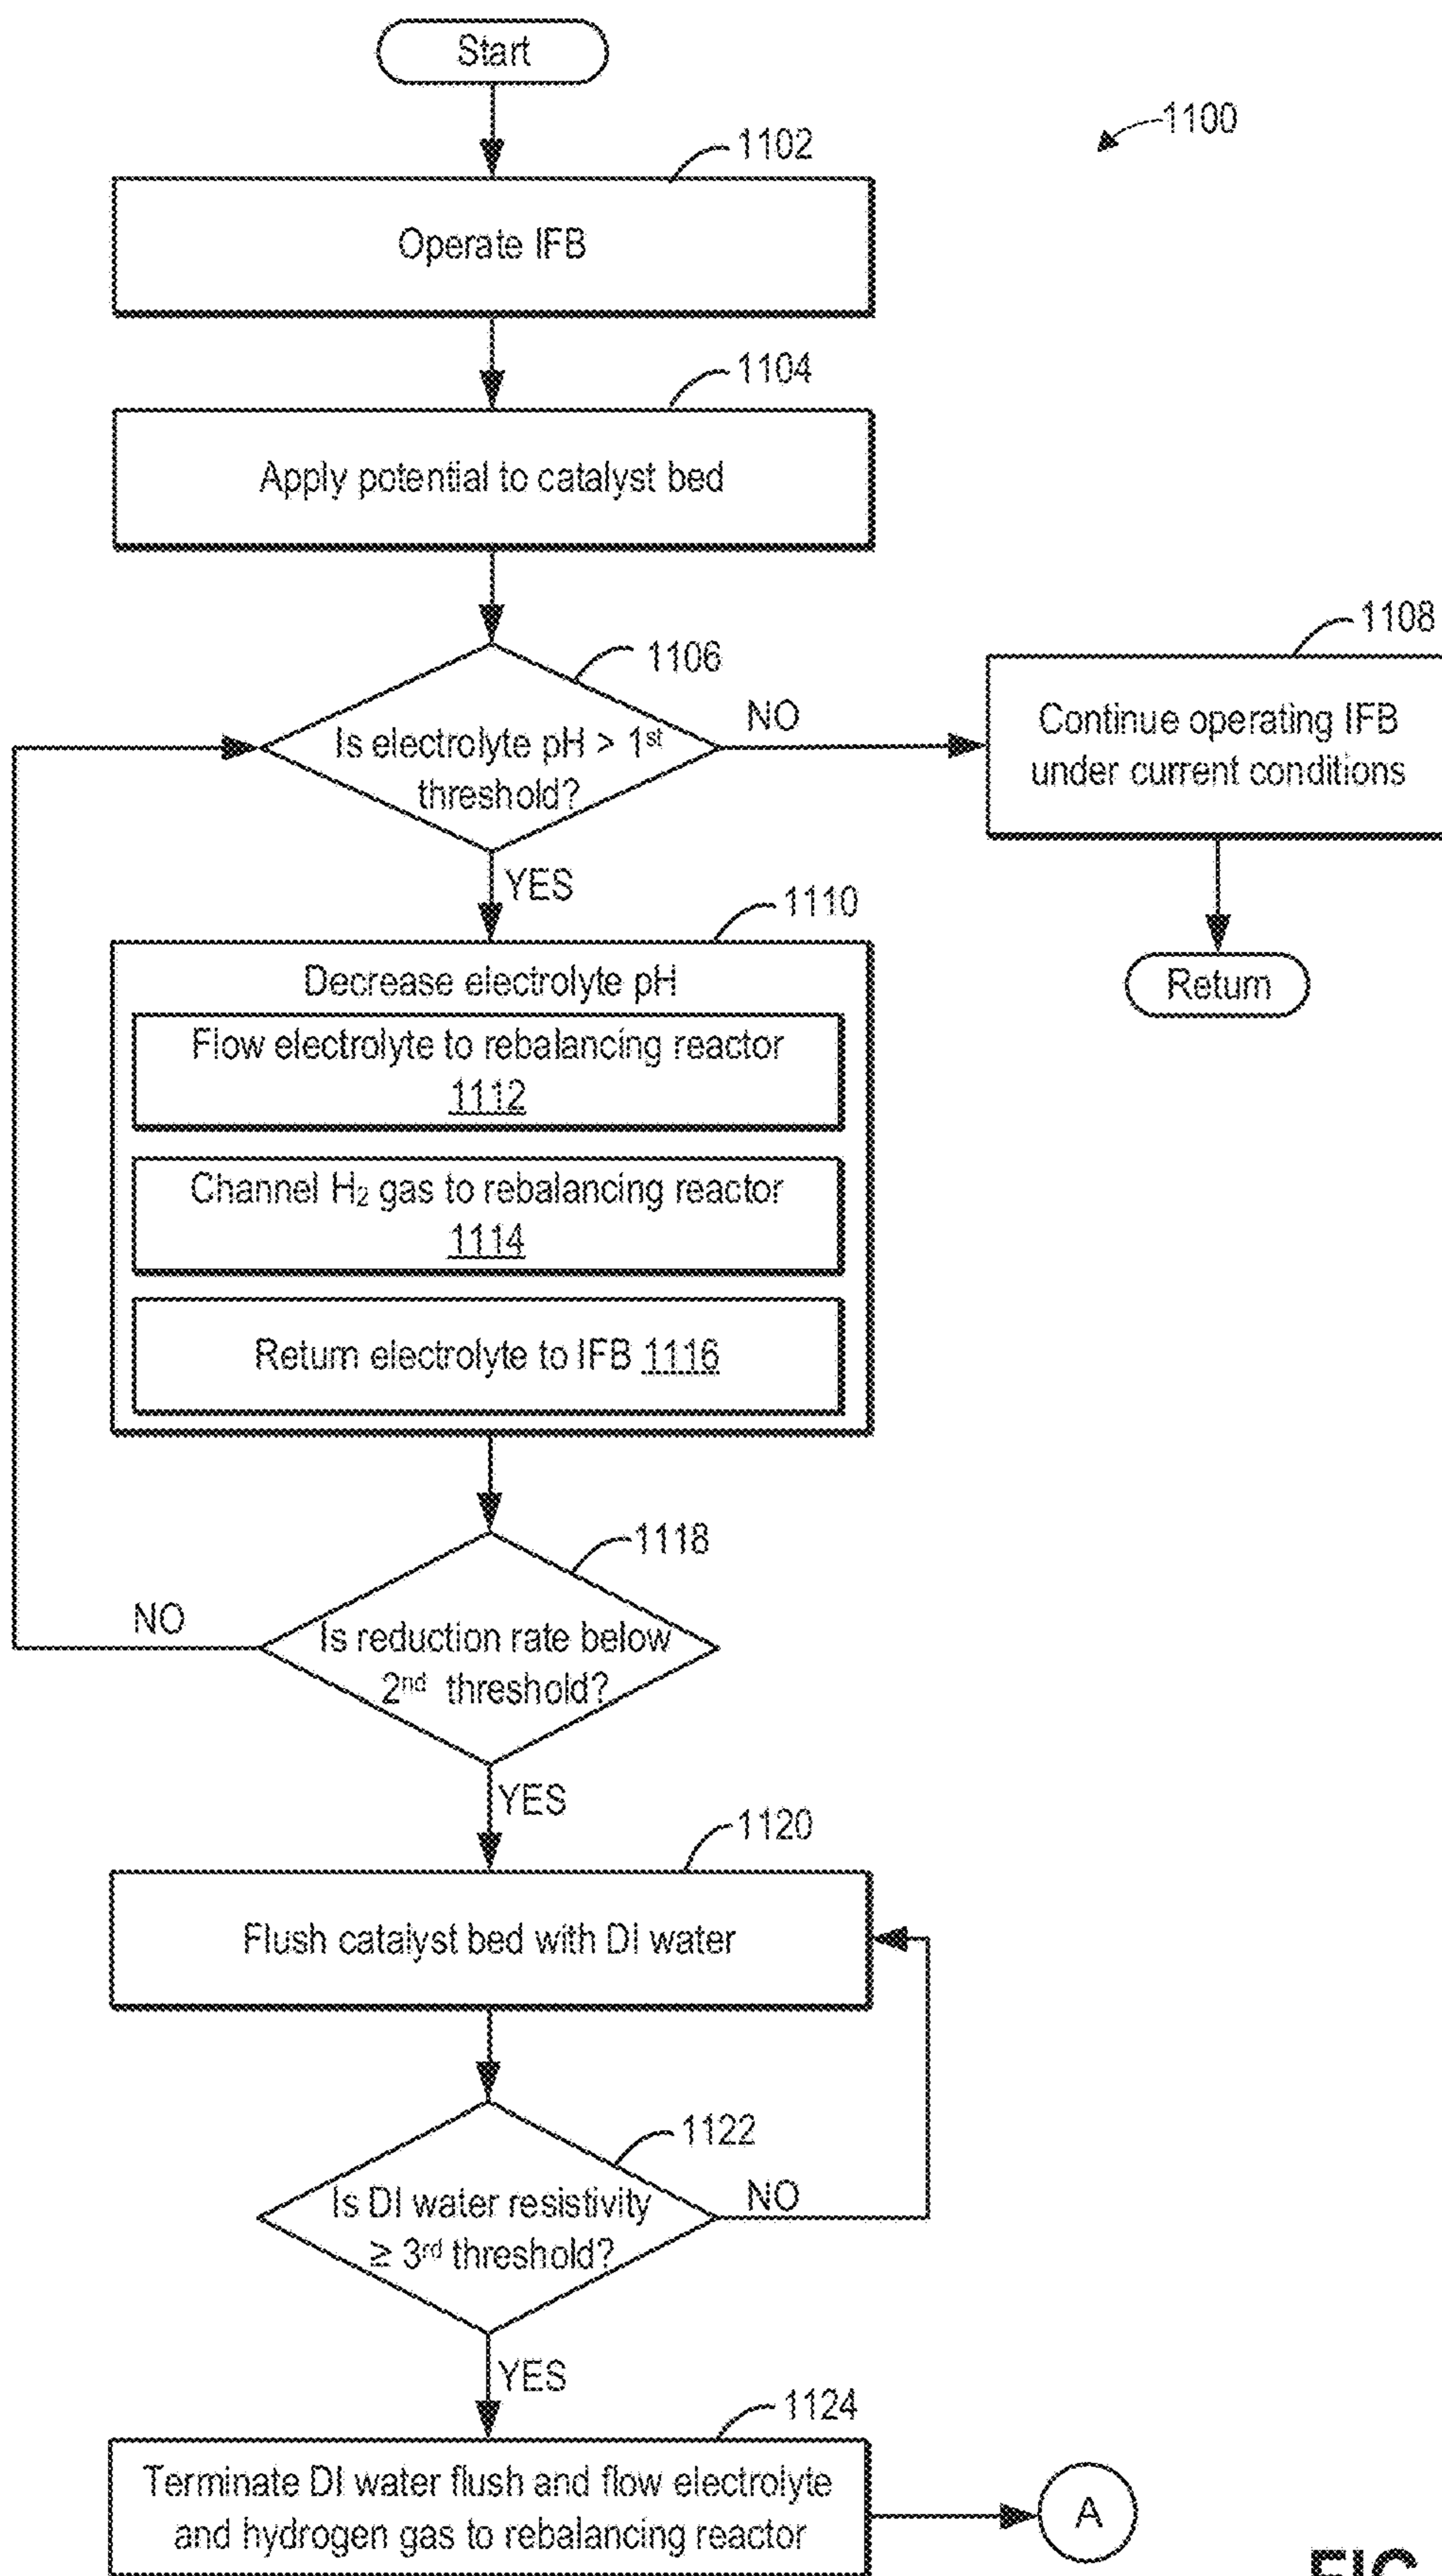 Start
1100
1102
Operate IFB
1104
Apply potential to catalyst bed
1106
Is electrolyte pH > 1st
threshold?
NO
1108
Continue operating IFB
under current conditions
Return
YES
1110
Decrease electrolyte pH
Flow electrolyte to rebalancing reactor
1112
Channel H₂ gas to rebalancing reactor
1114
Return electrolyte to IFB 1116
1118
Is reduction rate below
2nd threshold?
NO
YES
1120
Flush catalyst bed with DI water
1122
Is DI water resistivity
≥ 3rd threshold?
NO
YES
1124
Terminate DI water flush and flow electrolyte
and hydrogen gas to rebalancing reactor
A